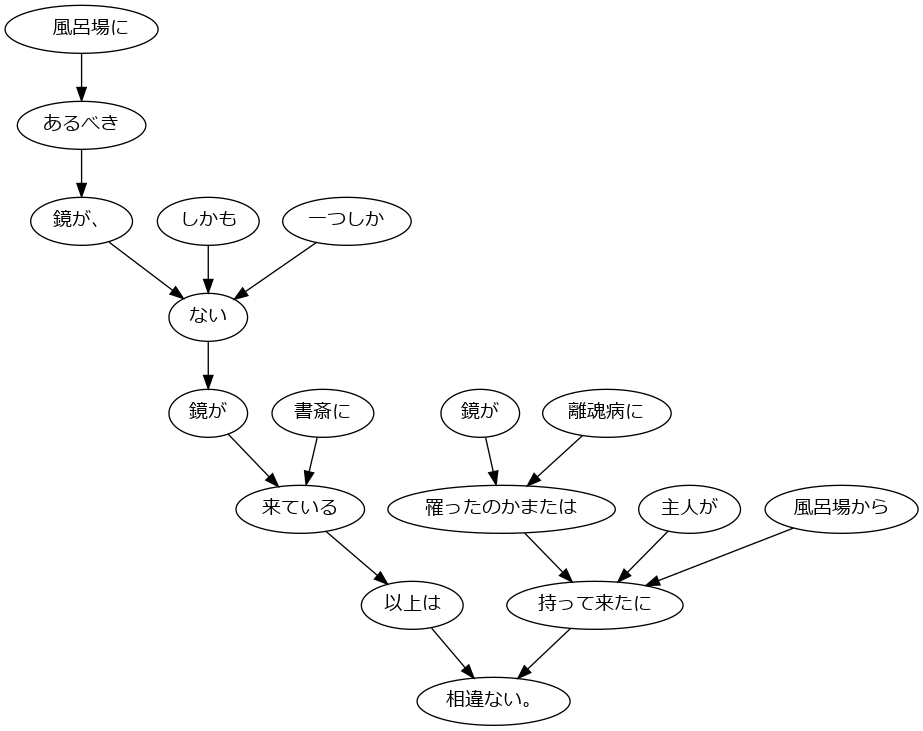 風呂場に
あるべき
鏡が、
しかも
一つしか
ない
鏡が
書斎に
鏡が
離魂病に
来ている
罹ったのかまたは
主人が
風呂場から
以上は
持って来たに
相違ない。